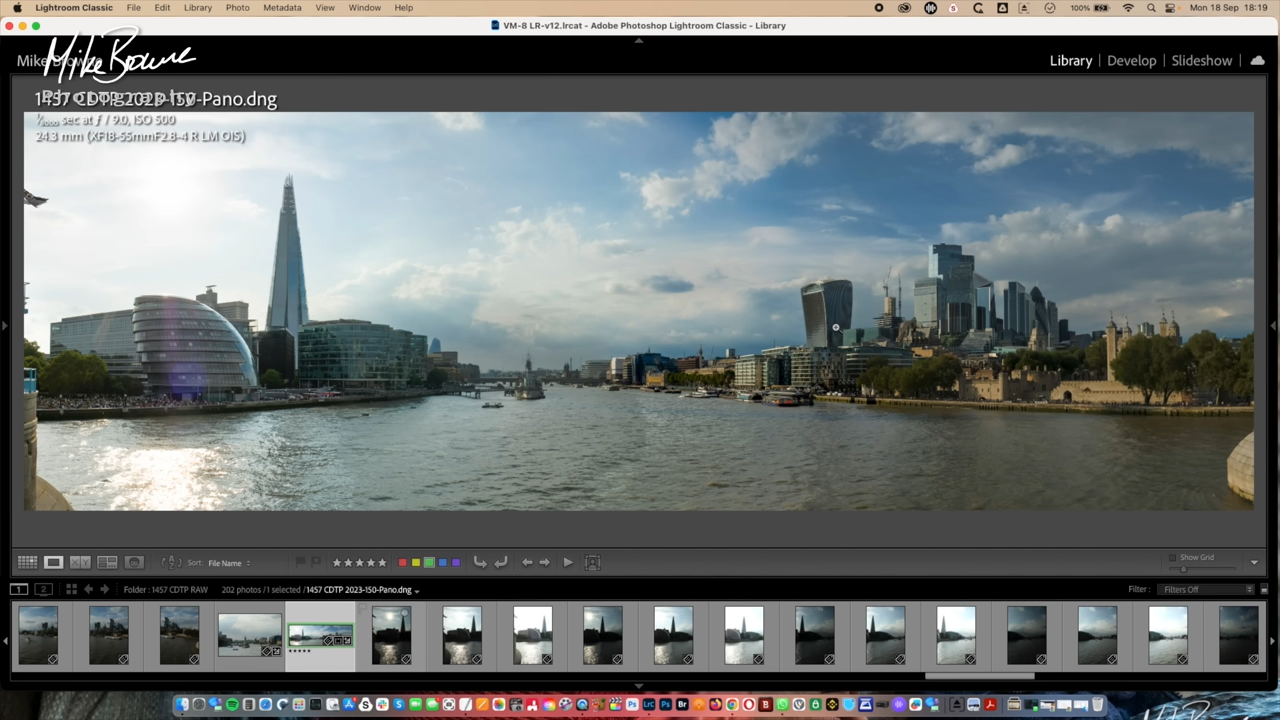 Lightroom Classic File Edit Library Photo Metadata View Window Help 100% Mon 18 Sep 18:19
VM-8 LR-v12.lrcat - Adobe Photoshop Lightroom Classic - Library
Mike Browne
Library | Develop | Slideshow
Photography
1457 CDTP 2023-150-Pano.dng
sec at ƒ / 9.0, ISO 500
24.3 mm (XF18-55mmF2.8-4 R LM OIS)
Sort: File Name
Show Grid
1 2 Folder : 1457 CDTP RAW 202 photos / 1 selected / 1457 CDTP 2023-150-Pano.dng Filter : Filters Off